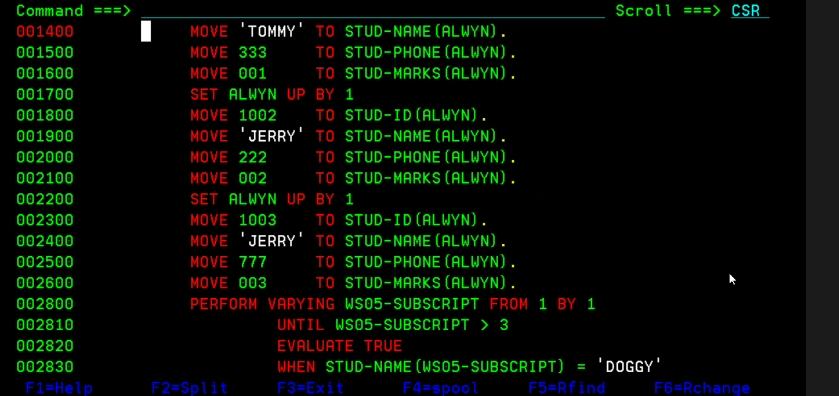 Command ===> Scroll ===> CSR
001400 MOVE 'TOMMY' TO STUD-NAME(ALWYN).
001500 MOVE 333 TO STUD-PHONE(ALWYN).
001600 MOVE 001 TO STUD-MARKS(ALWYN).
001700 SET ALWYN UP BY 1
001800 MOVE 1002 TO STUD-ID(ALWYN).
001900 MOVE 'JERRY' TO STUD-NAME(ALWYN).
002000 MOVE 222 TO STUD-PHONE(ALWYN).
002100 MOVE 002 TO STUD-MARKS(ALWYN).
002200 SET ALWYN UP BY 1
002300 MOVE 1003 TO STUD-ID(ALWYN).
002400 MOVE 'JERRY' TO STUD-NAME(ALWYN).
002500 MOVE 777 TO STUD-PHONE(ALWYN).
002600 MOVE 003 TO STUD-MARKS(ALWYN).
002800 PERFORM VARYING WS05-SUBSCRIPT FROM 1 BY 1
002810 UNTIL WS05-SUBSCRIPT > 3
002820 EVALUATE TRUE
002830 WHEN STUD-NAME(WS05-SUBSCRIPT) = 'DOGGY'
F1=Help F2=Split F3=Exit F4=spool F5=Rfind F6=Rchange